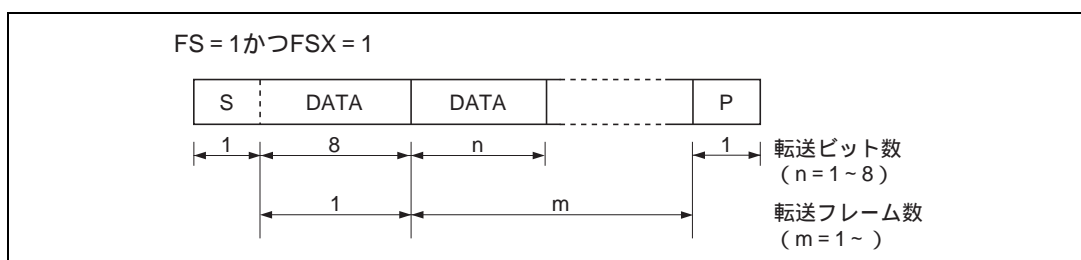 FS = 1かつFSX = 1
S DATA DATA P
1 8 n 1 転送ビット数
（n = 1 ~ 8）
1 m 転送フレーム数
（m = 1 ~ ）